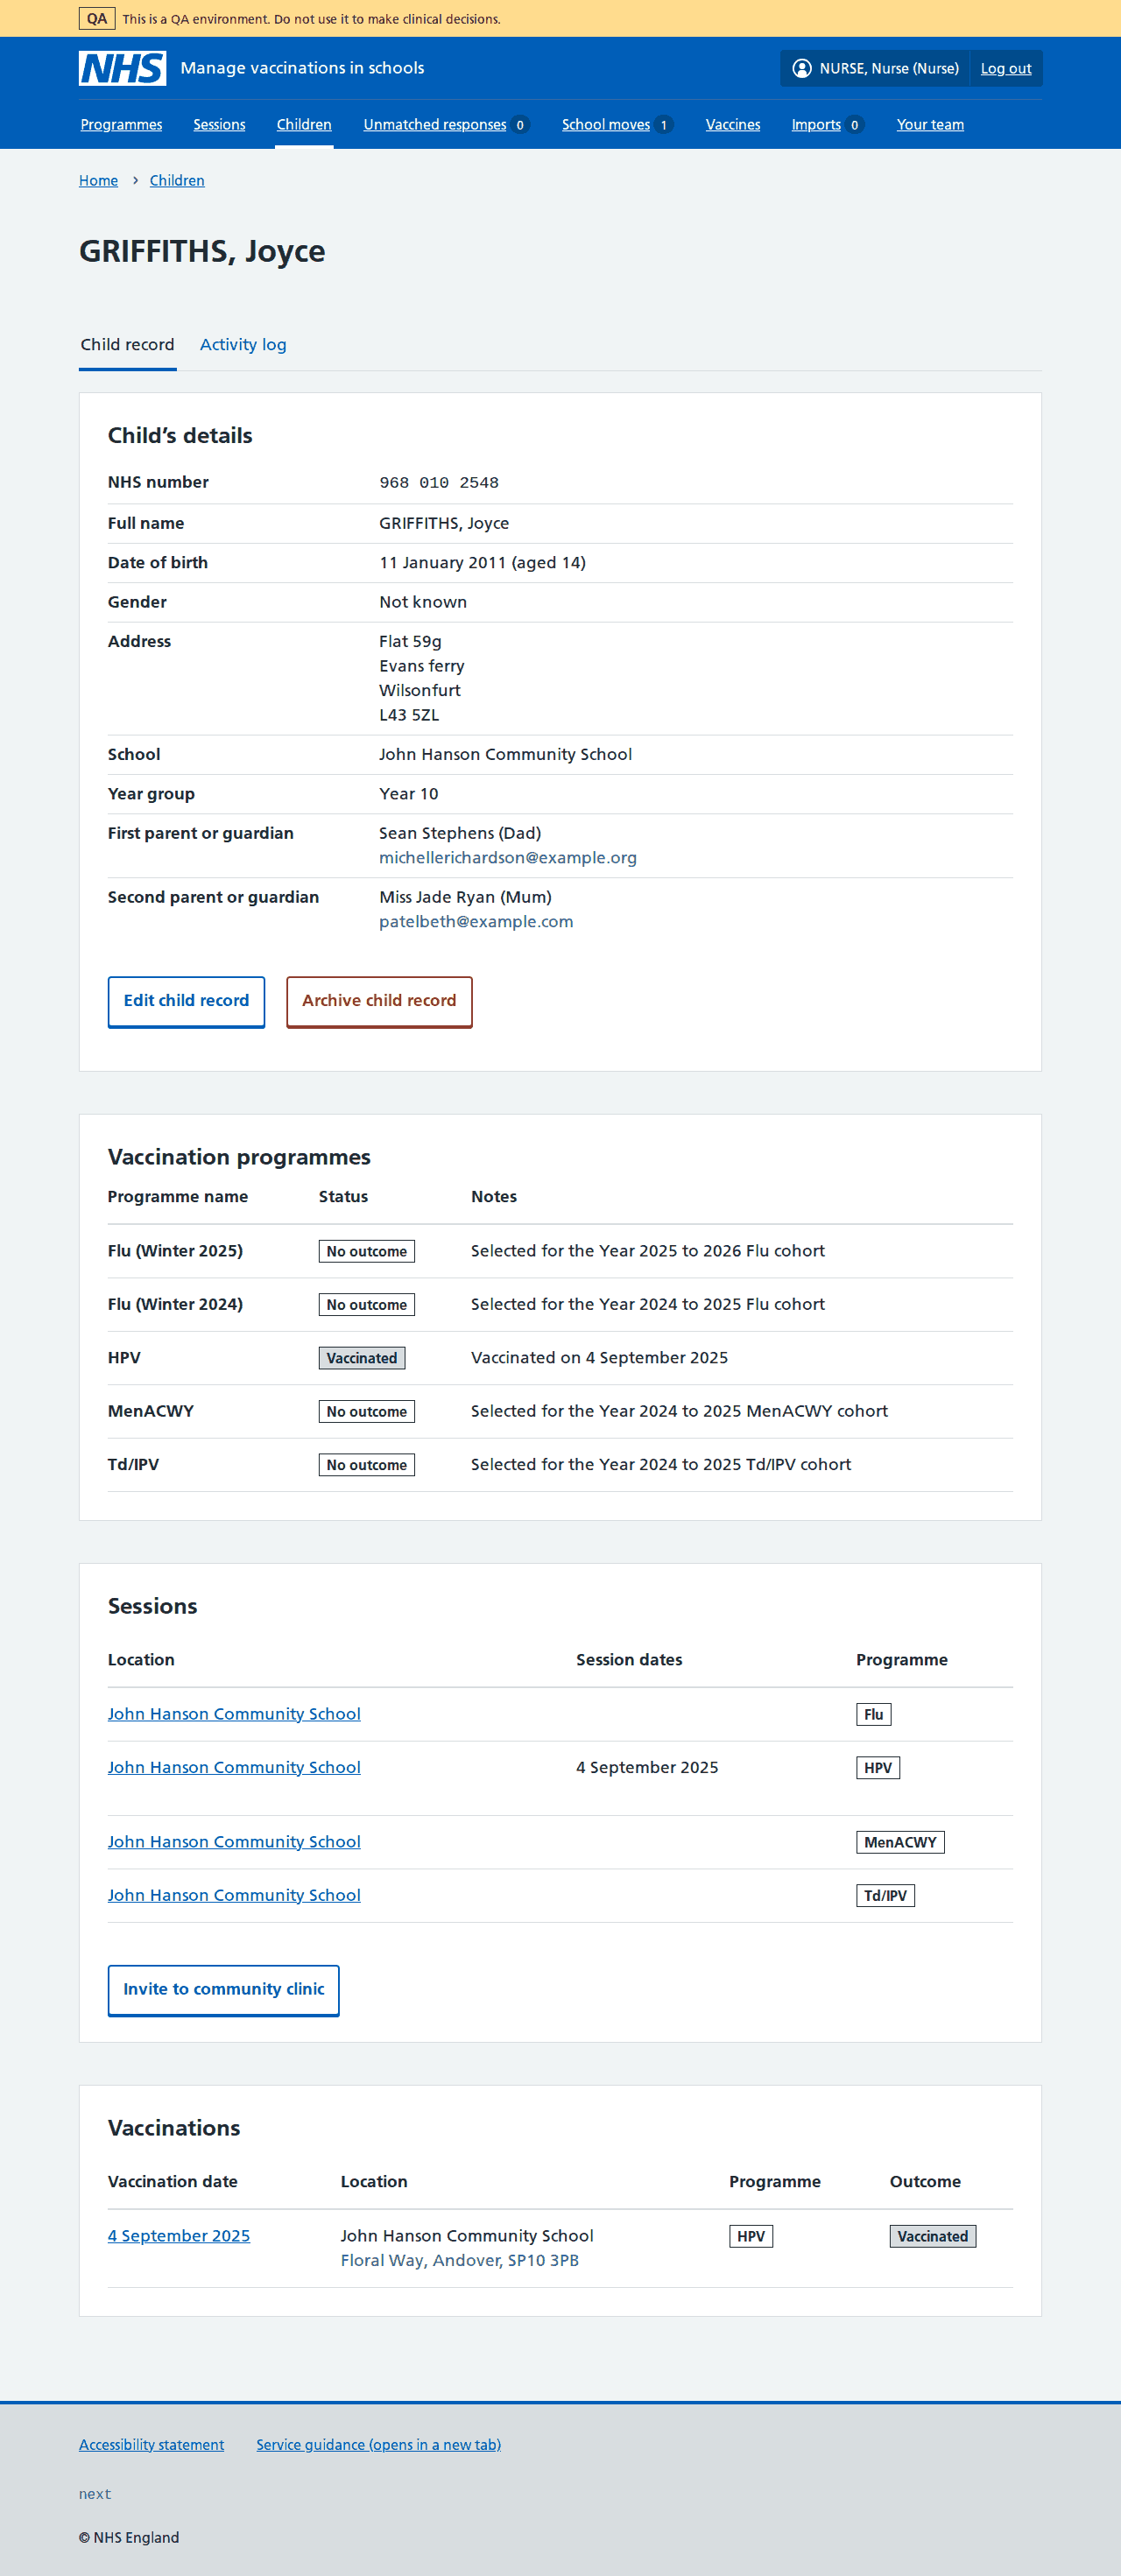 QA This is a QA environment. Do not use it to make clinical decisions.
NHS Manage vaccinations in schools NURSE, Nurse (Nurse) Log out
Programmes Sessions Children Unmatched responses 0 School moves 1 Vaccines Imports 0 Your team
Home › Children
GRIFFITHS, Joyce
Child record Activity log
Child’s details
NHS number 968 010 2548
Full name GRIFFITHS, Joyce
Date of birth 11 January 2011 (aged 14)
Gender Not known
Address Flat 59g
Evans ferry
Wilsonfurt
L43 5ZL
School John Hanson Community School
Year group Year 10
First parent or guardian Sean Stephens (Dad)
michellerichardson@example.org
Second parent or guardian Miss Jade Ryan (Mum)
patelbeth@example.com
Edit child record Archive child record
Vaccination programmes
Programme name Status Notes
Flu (Winter 2025) No outcome Selected for the Year 2025 to 2026 Flu cohort
Flu (Winter 2024) No outcome Selected for the Year 2024 to 2025 Flu cohort
HPV Vaccinated Vaccinated on 4 September 2025
MenACWY No outcome Selected for the Year 2024 to 2025 MenACWY cohort
Td/IPV No outcome Selected for the Year 2024 to 2025 Td/IPV cohort
Sessions
Location Session dates Programme
John Hanson Community School Flu
John Hanson Community School 4 September 2025 HPV
John Hanson Community School MenACWY
John Hanson Community School Td/IPV
Invite to community clinic
Vaccinations
Vaccination date Location Programme Outcome
4 September 2025 John Hanson Community School HPV Vaccinated
Floral Way, Andover, SP10 3PB
Accessibility statement Service guidance (opens in a new tab)
next
© NHS England